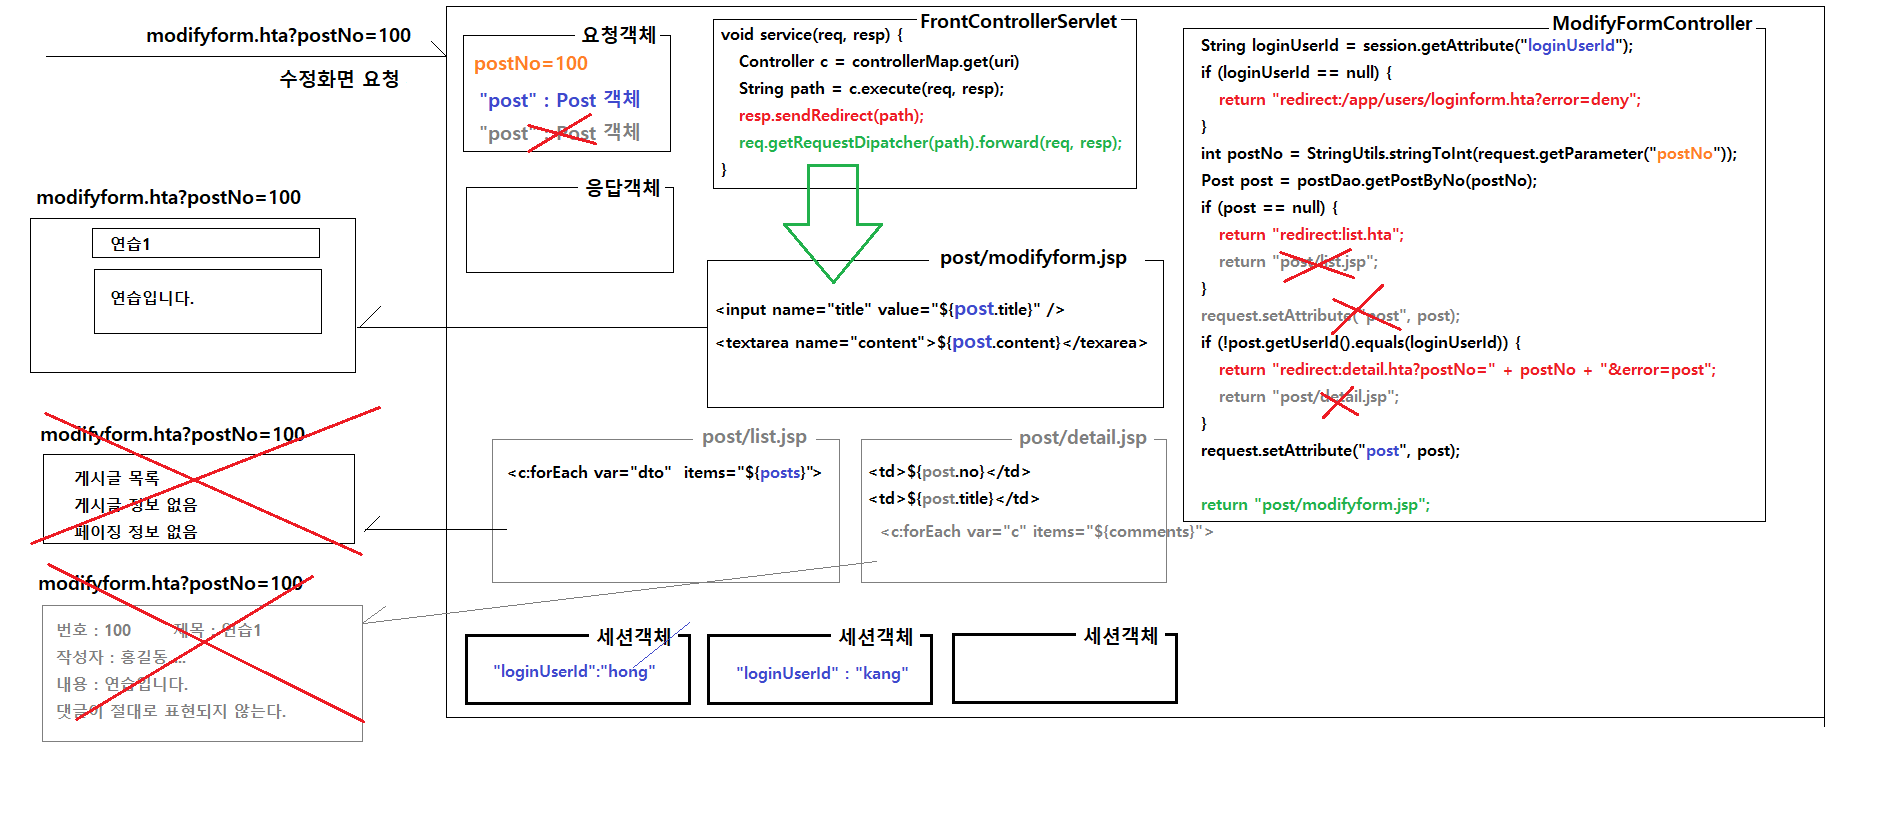 modifyform.hta?postNo=100
수정화면 요청
요청객체
postNo=100
"post" : Post 객체
"post" : Post 객체
응답객체
FrontControllerServlet
void service(req, resp) {
Controller c = controllerMap.get(uri)
String path = c.execute(req, resp);
resp.sendRedirect(path);
req.getRequestDipatcher(path).forward(req, resp);
}
ModifyFormController
String loginUserId = session.getAttribute("loginUserId");
if (loginUserId == null) {
return "redirect:/app/users/loginform.hta?error=deny";
}
int postNo = StringUtils.stringToInt(request.getParameter("postNo"));
Post post = postDao.getPostByNo(postNo);
if (post == null) {
return "redirect:list.hta";
return "post/list.jsp";
}
request.setAttribute("post", post);
if (!post.getUserId().equals(loginUserId)) {
return "redirect:detail.hta?postNo=" + postNo + "&error=post";
return "post/detail.jsp";
}
request.setAttribute("post", post);
return "post/modifyform.jsp";
modifyform.hta?postNo=100
연습1
연습입니다.
post/modifyform.jsp
<input name="title" value="${post.title}" />
<textarea name="content">${post.content}</texarea>
modifyform.hta?postNo=100
게시글 목록
게시글 정보 없음
페이징 정보 없음
post/list.jsp
<c:forEach var="dto"  items="${posts}">
post/detail.jsp
<td>${post.no}</td>
<td>${post.title}</td>
<c:forEach var="c" items="${comments}">
modifyform.hta?postNo=100
번호 : 100 제목 : 연습1
작성자 : 홍길동 ...
내용 : 연습입니다.
댓글이 절대로 표현되지 않는다.
세션객체
"loginUserId":"hong"
세션객체
"loginUserId" : "kang"
세션객체